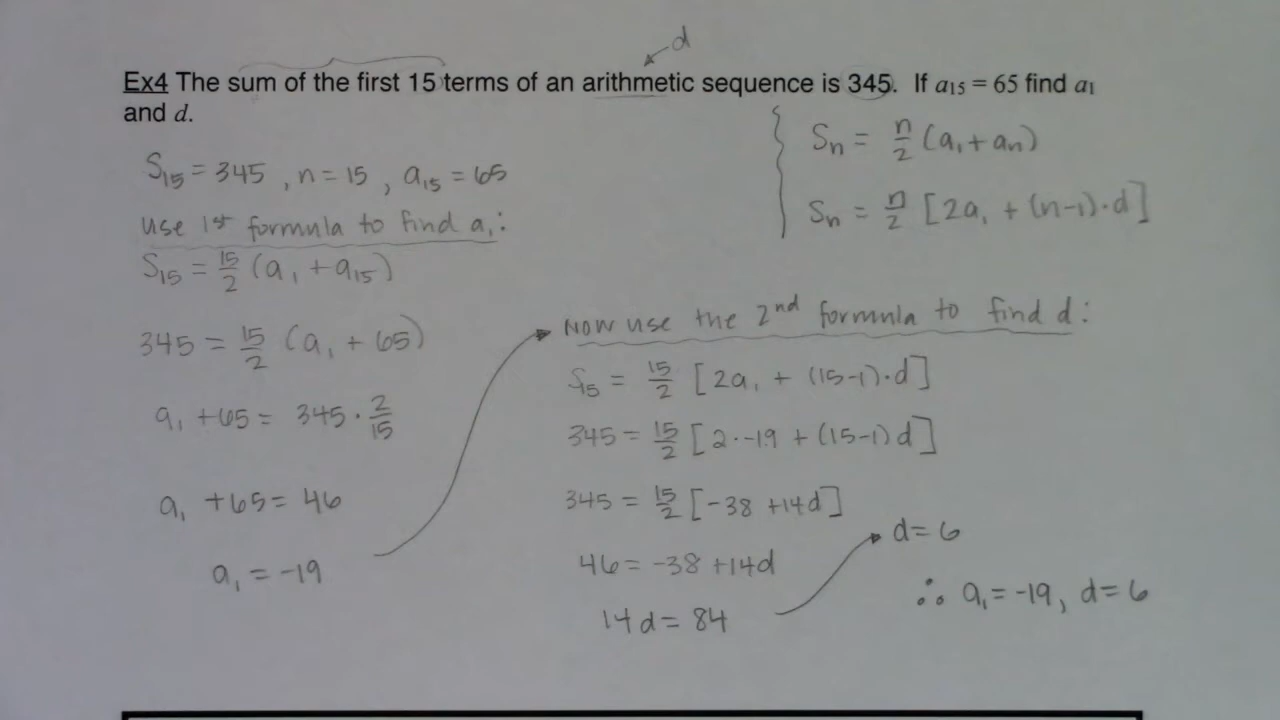 d
Ex4 The sum of the first 15 terms of an arithmetic sequence is 345. If a₁₅ = 65 find a₁
and d.
Sₙ = n/2 (a₁ + aₙ)
Sₙ = n/2 [2a₁ + (n-1)·d]
S₁₅ = 345 , n = 15 , a₁₅ = 65
use 1st formula to find a₁:
S₁₅ = 15/2 (a₁ + a₁₅)
345 = 15/2 (a₁ + 65)
a₁ + 65 = 345 · 2/15
a₁ + 65 = 46
a₁ = -19
Now use the 2nd formula to find d:
S₁₅ = 15/2 [2a₁ + (15-1)·d]
345 = 15/2 [2·-19 + (15-1)d]
345 = 15/2 [-38 + 14d]
46 = -38 + 14d
14d = 84
d = 6
∴ a₁ = -19, d = 6